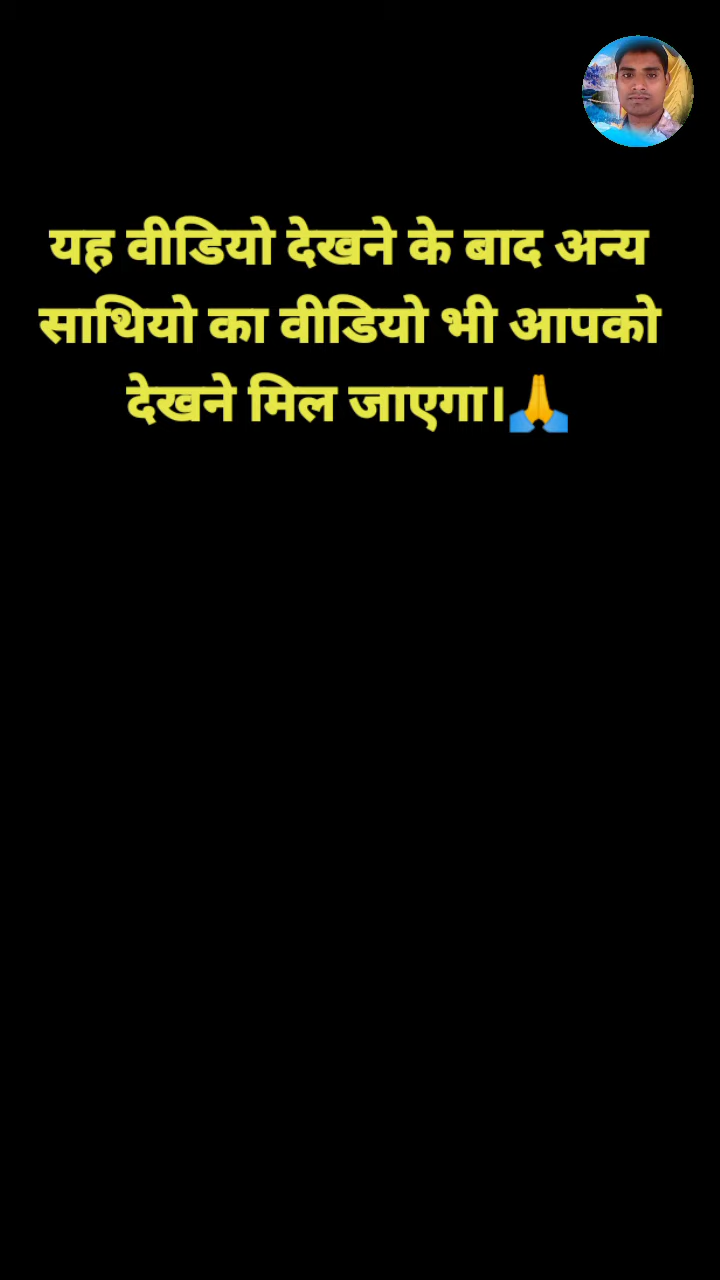 यह वीडियो देखने के बाद अन्य
साथियो का वीडियो भी आपको
देखने मिल जाएगा।🙏